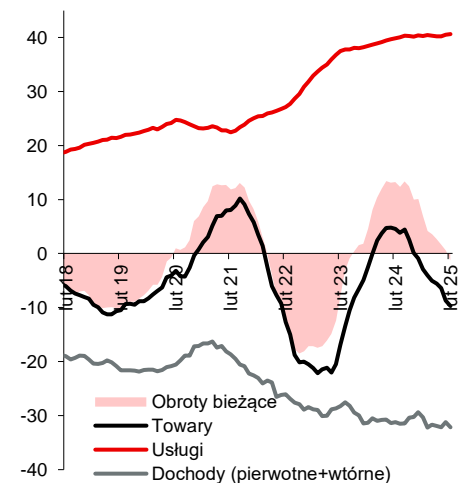 40
30
20
10
0
-10
-20
-30
-40
lut 18
lut 19
lut 20
lut 21
lut 22
lut 23
lut 24
lut 25
Obroty bieżące
Towary
Usługi
Dochody (pierwotne+wtórne)